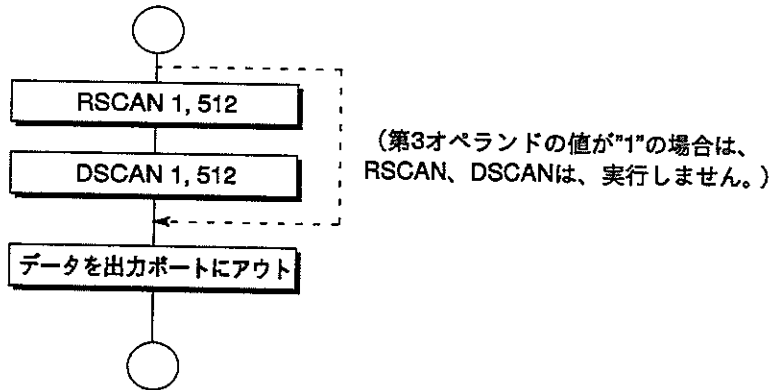 RSCAN 1, 512
（第3オペランドの値が"1"の場合は、
RSCAN、DSCANは、実行しません。）
DSCAN 1, 512
データを出力ポートにアウト